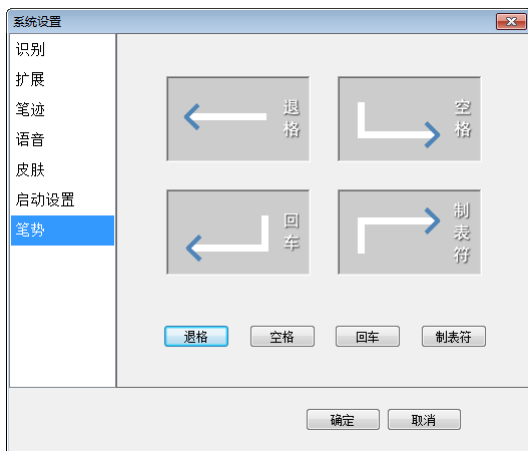 系统设置
识别
扩展
笔迹
语音
皮肤
启动设置
笔势
退格
空格
回车
制表符
退格 空格 回车 制表符
确定 取消